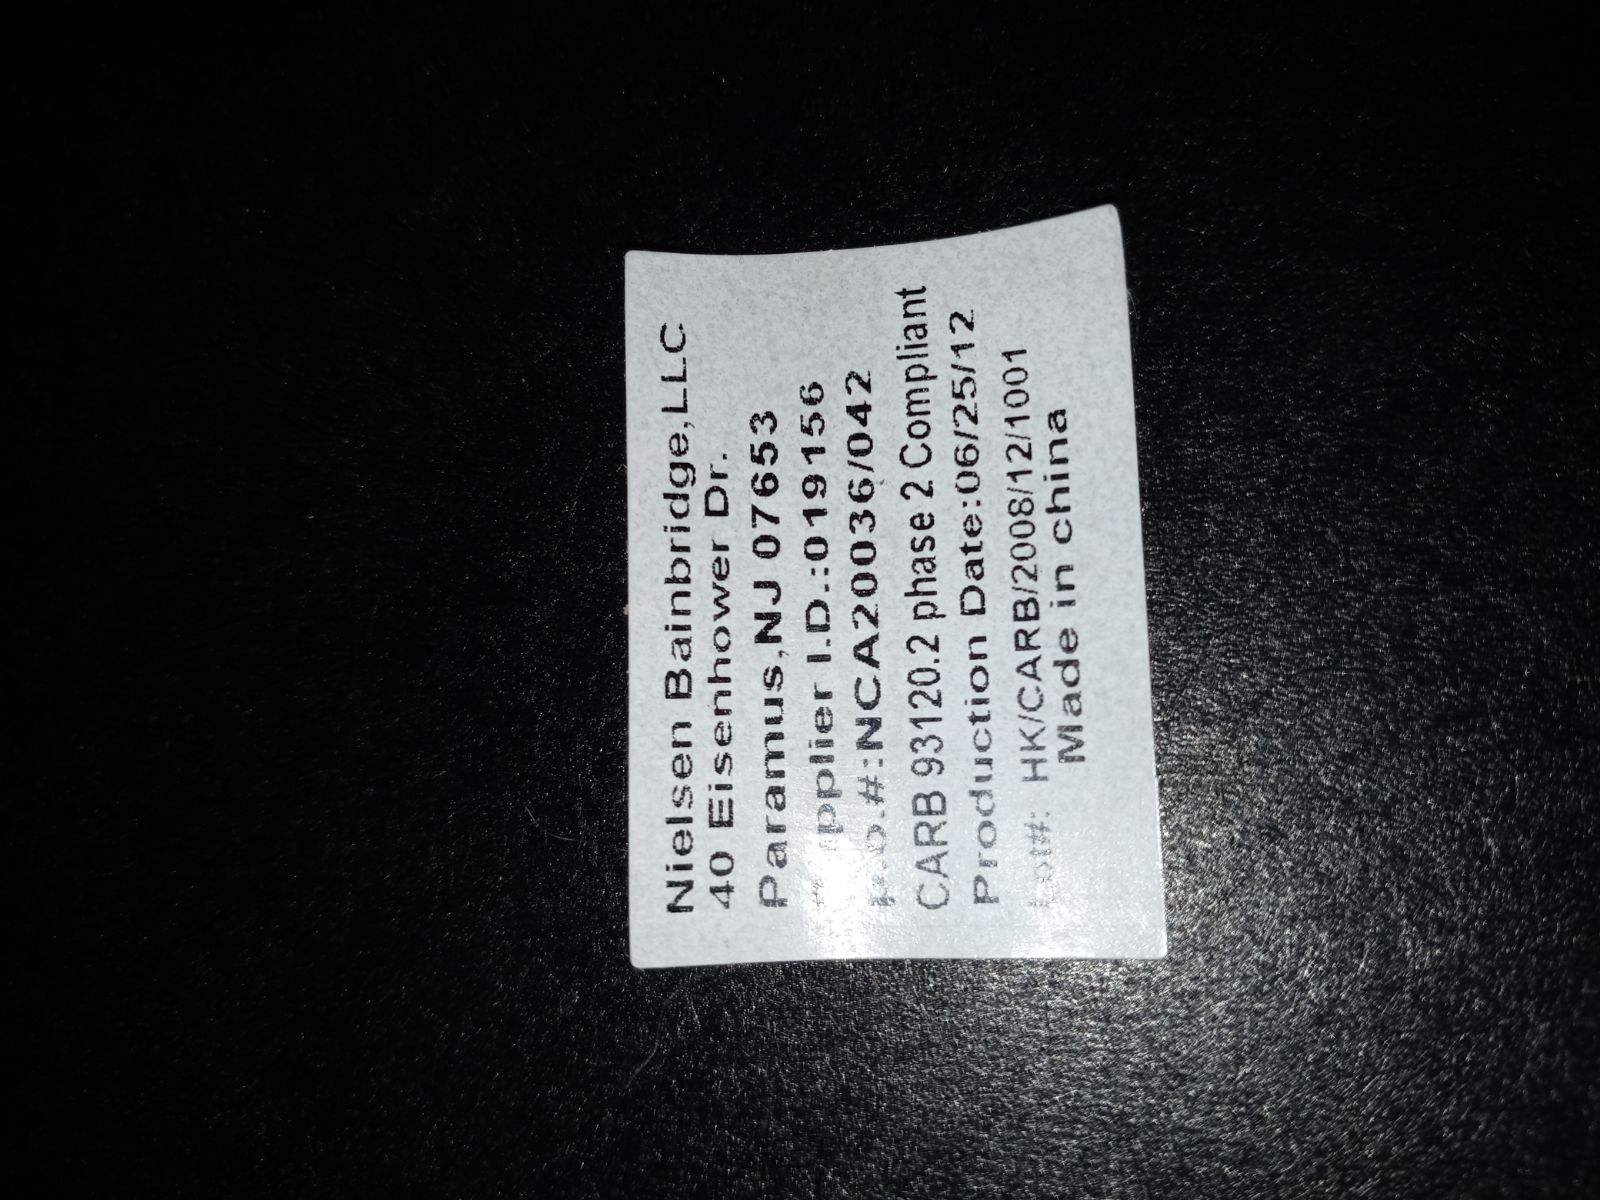 Nielsen Bainbridge,LLC
40 Eisenhower Dr.
Paramus,NJ 07653
I.D.:019156
p.o.#:NCA20036/042
CARB 93120.2 phase 2 Compliant
Production Date:06/25/12
Lot#: HK/CARB/2008/12/1001
Made in china